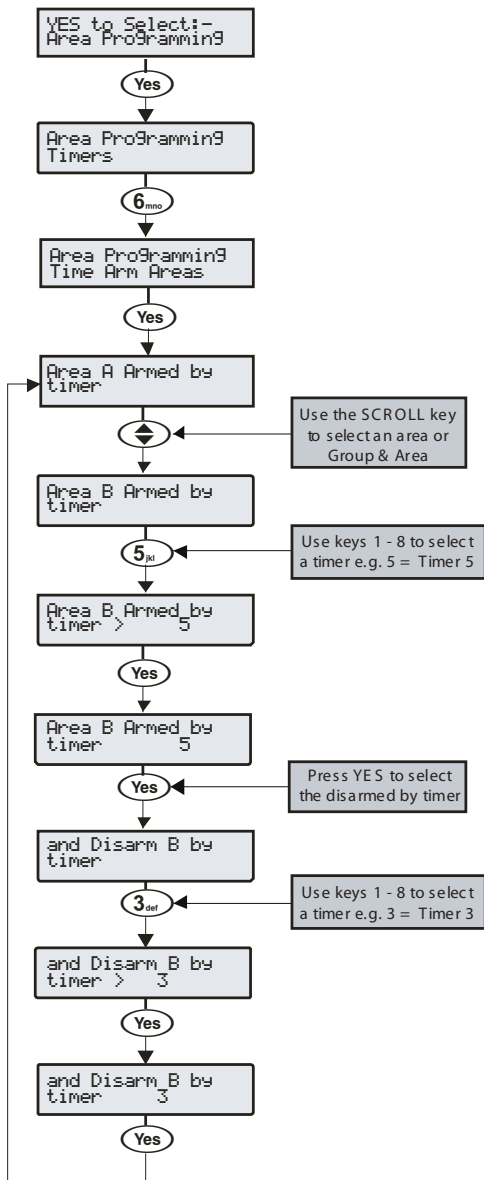 YES to Select:-
Area Programming
Yes
Area Programming
Timers
6mno
Area Programming
Time Arm Areas
Yes
Area A Armed by
timer
Use the SCROLL key
to select an area or
Group & Area
Area B Armed by
timer
5jkl
Use keys 1 - 8 to select
a timer e.g. 5 = Timer 5
Area B Armed by
timer > 5
Yes
Area B Armed by
timer 5
Yes
Press YES to select
the disarmed by timer
and Disarm B by
timer
3def
Use keys 1 - 8 to select
a timer e.g. 3 = Timer 3
and Disarm B by
timer > 3
Yes
and Disarm B by
timer 3
Yes